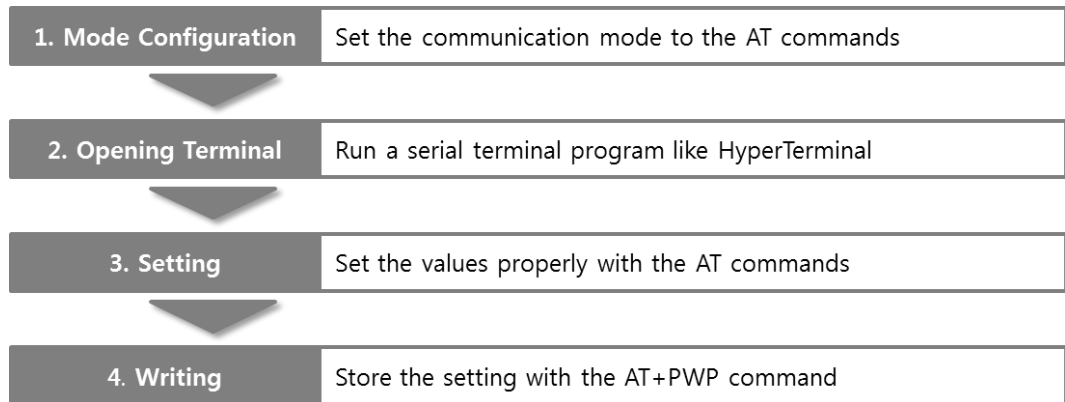 1. Mode Configuration
Set the communication mode to the AT commands
2. Opening Terminal
Run a serial terminal program like HyperTerminal
3. Setting
Set the values properly with the AT commands
4. Writing
Store the setting with the AT+PWP command